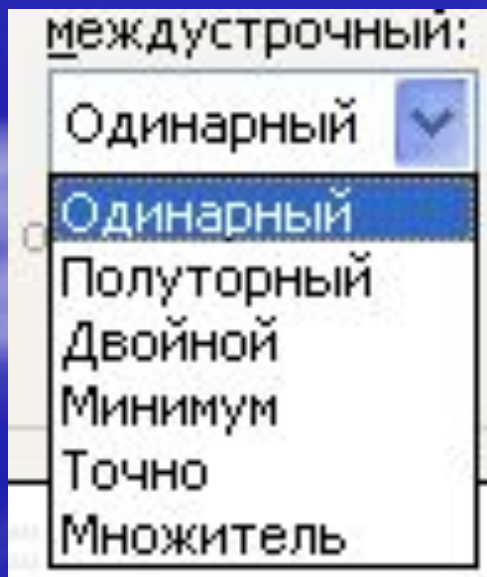 междустрочный:
Одинарный
Одинарный
Полуторный
Двойной
Минимум
Точно
Множитель